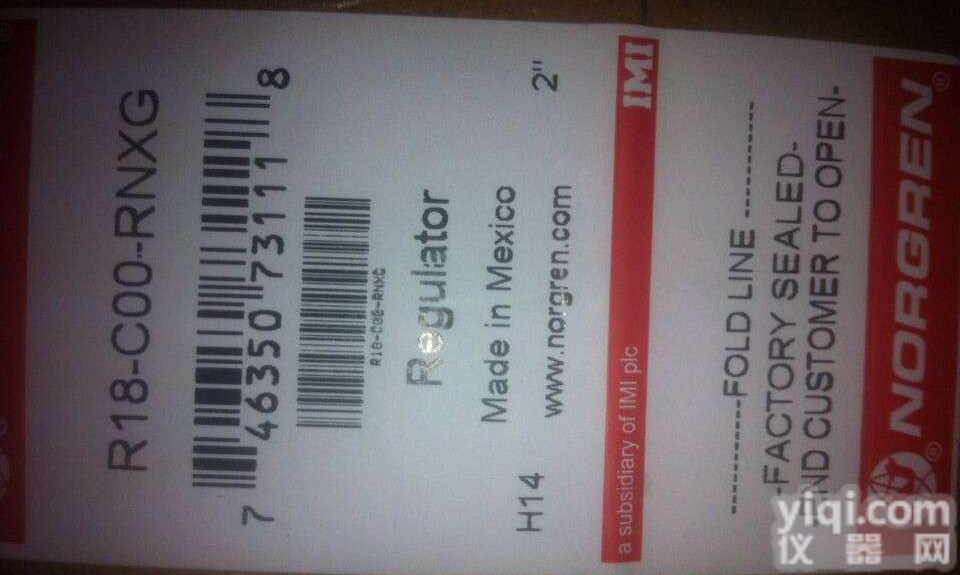 R18-C00-RNXG
7 46350 73111 8
R18-C00-RNXG
Regulator
Made in Mexico
H14
www.norgren.com
2"
a subsidiary of IMI plc
IMI
-----------FOLD LINE -----------
-FACTORY SEALED-
END CUSTOMER TO OPEN-
NORGREN®
yiqi.com
仪器网